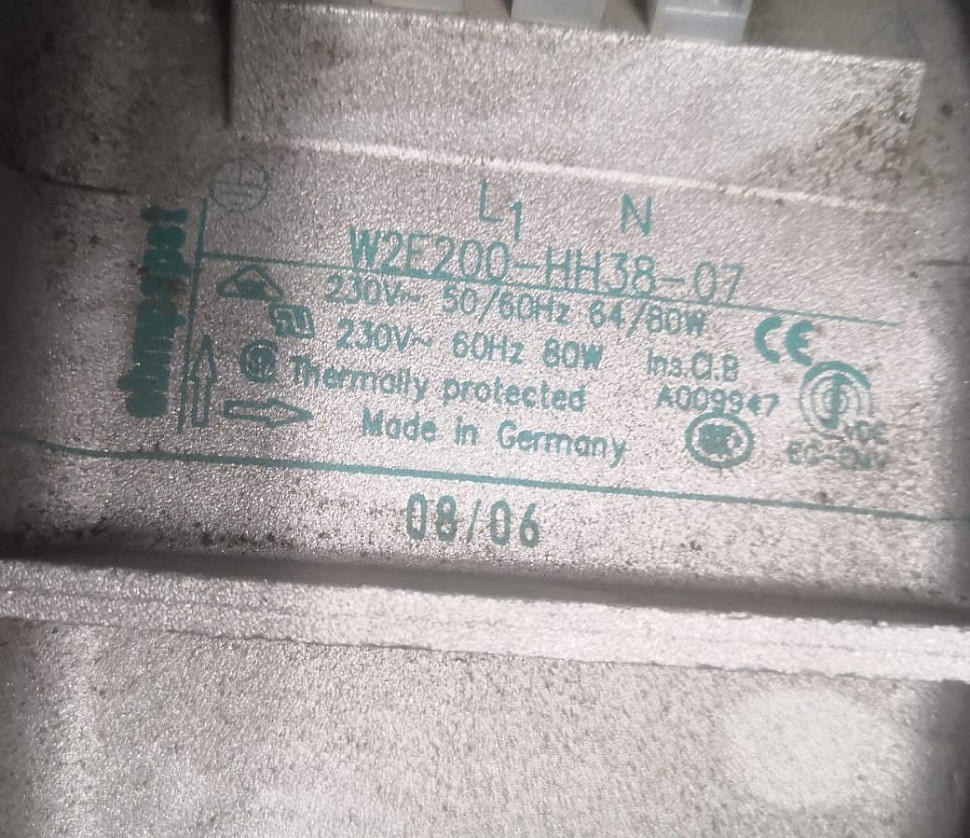 L1 N
W2E200-HH38-07
230V~ 50/60Hz 64/80W
230V~ 60Hz 80W Ins.Cl.B
Thermally protected A009947
Made in Germany
08/06
ebmpapst
CE